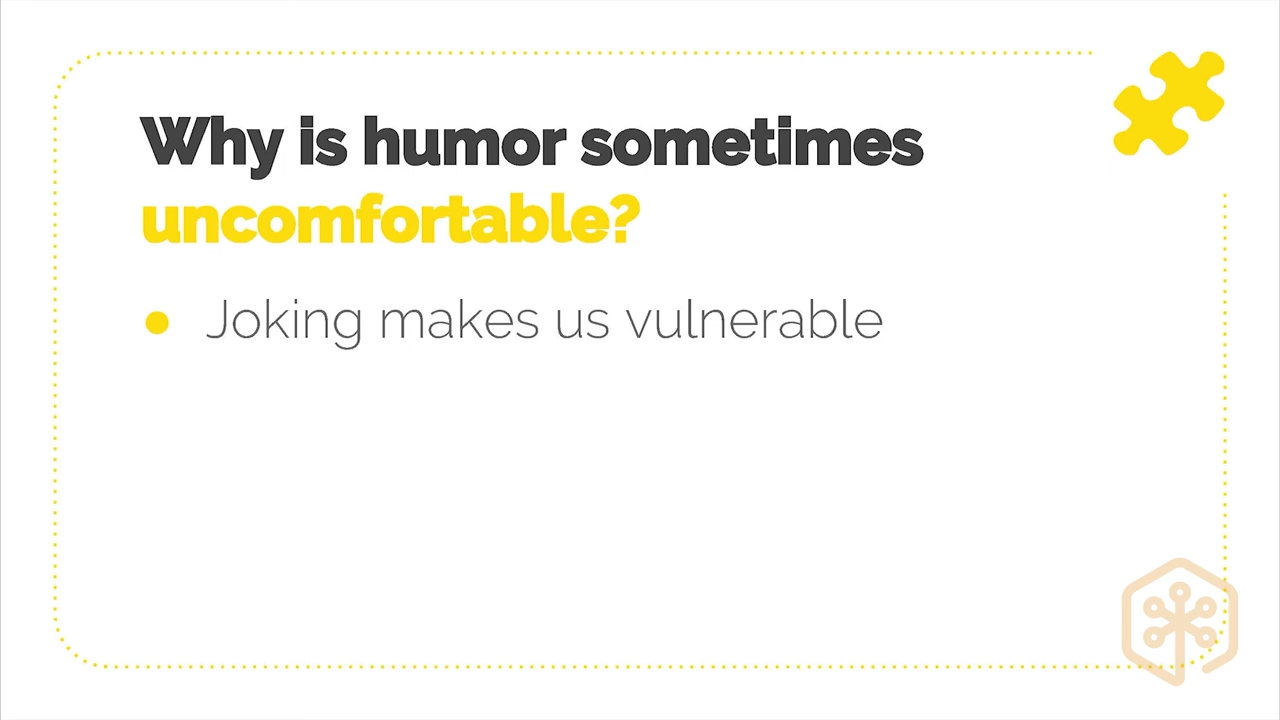 Why is humor sometimes
uncomfortable?
● Joking makes us vulnerable